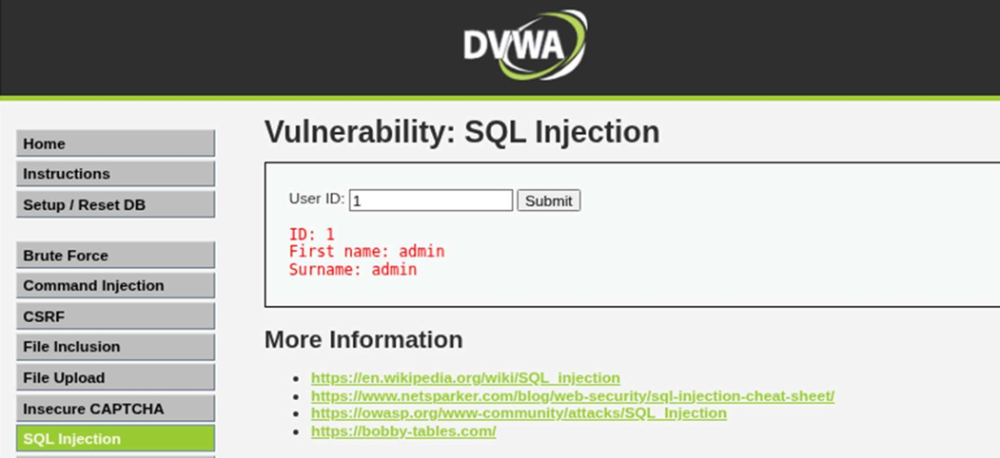 DVWA
Home
Instructions
Setup / Reset DB
Brute Force
Command Injection
CSRF
File Inclusion
File Upload
Insecure CAPTCHA
SQL Injection
Vulnerability: SQL Injection
User ID: 1 Submit
ID: 1
First name: admin
Surname: admin
More Information
https://en.wikipedia.org/wiki/SQL_injection
https://www.netsparker.com/blog/web-security/sql-injection-cheat-sheet/
https://owasp.org/www-community/attacks/SQL_Injection
https://bobby-tables.com/